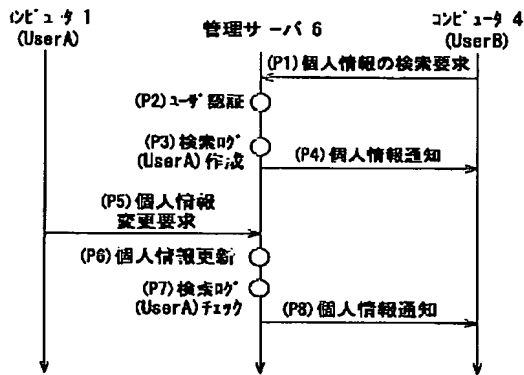 コンピュータ 1
(UserA)
管理サーバ 6
コンピュータ 4
(UserB)
(P1)個人情報の検索要求
(P2)ユーザ認証
(P3)検索ログ
(UserA)作成
(P4)個人情報通知
(P5)個人情報
変更要求
(P6)個人情報更新
(P7)検索ログ
(UserA)チェック
(P8)個人情報通知